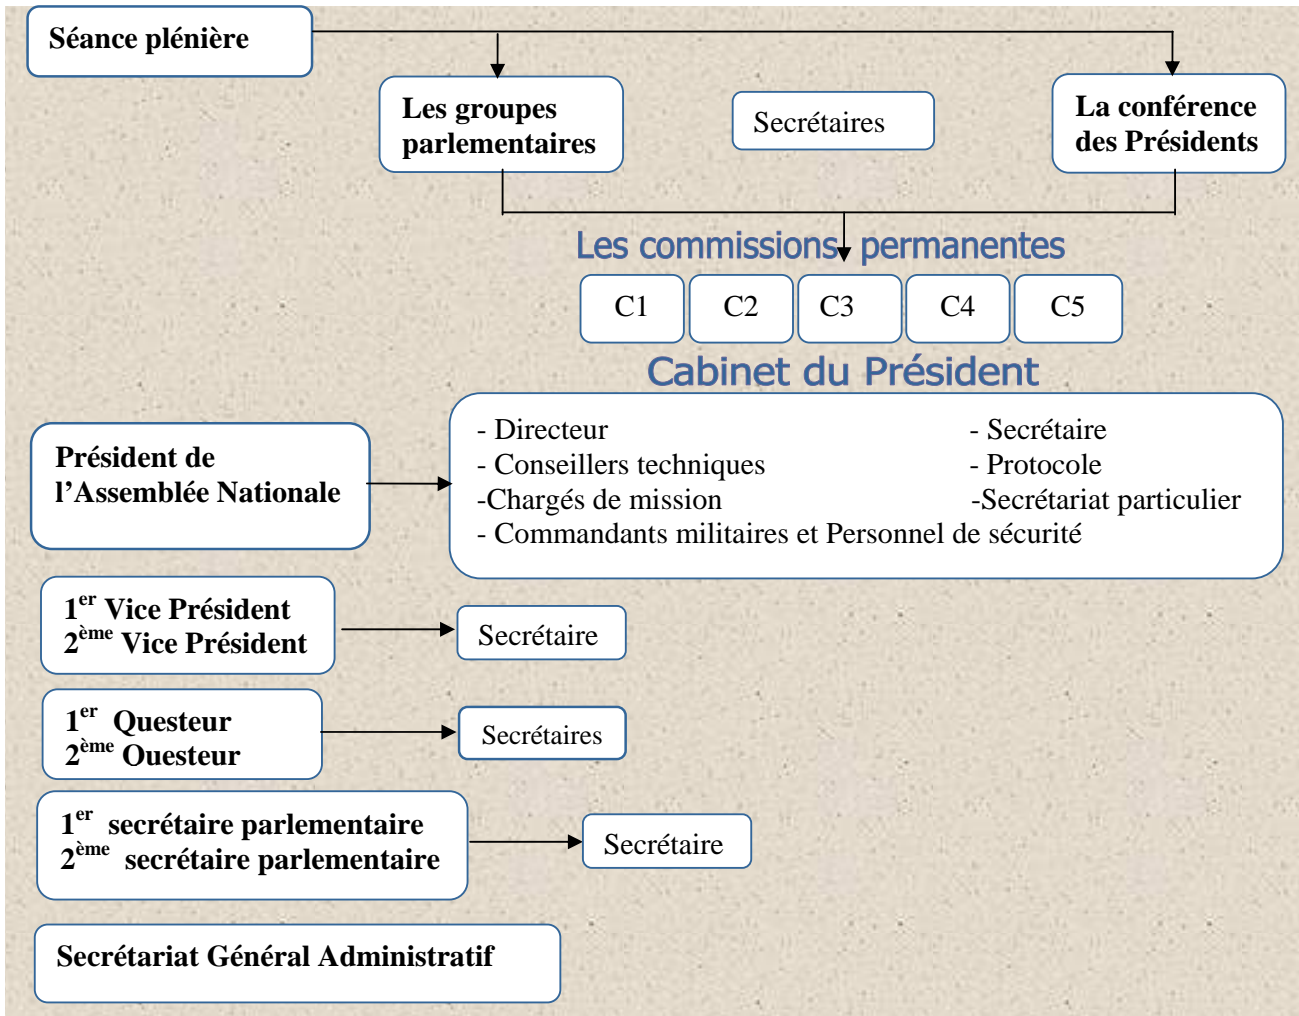 Séance plénière
Les groupes
parlementaires
Secrétaires
La conférence
des Présidents
Les commissions permanentes
C1 C2 C3 C4 C5
Cabinet du Président
Président de
l’Assemblée Nationale
- Directeur - Secrétaire
- Conseillers techniques - Protocole
-Chargés de mission -Secrétariat particulier
- Commandants militaires et Personnel de sécurité
1er Vice Président
2ème Vice Président
Secrétaire
1er Questeur
2ème Ouesteur
Secrétaires
1er secrétaire parlementaire
2ème secrétaire parlementaire
Secrétaire
Secrétariat Général Administratif